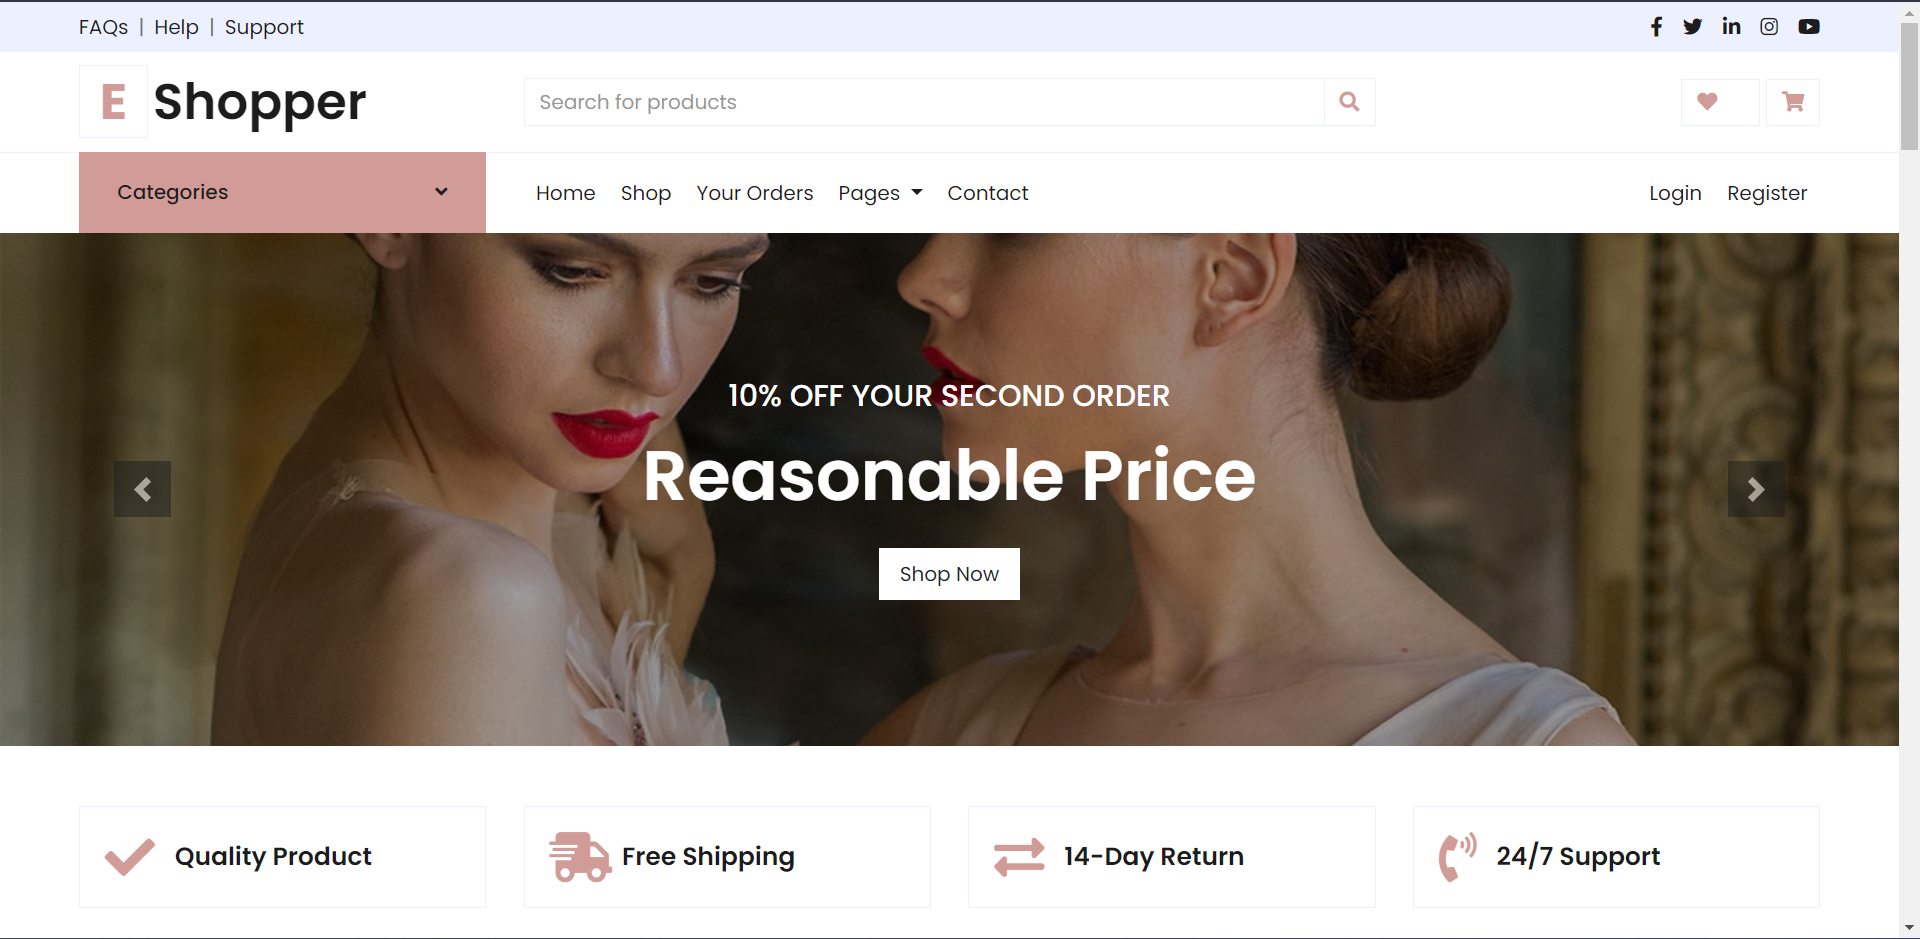 FAQs | Help | Support
E Shopper
Search for products
Categories
Home Shop Your Orders Pages Contact
Login Register
10% OFF YOUR SECOND ORDER
Reasonable Price
Shop Now
Quality Product
Free Shipping
14-Day Return
24/7 Support